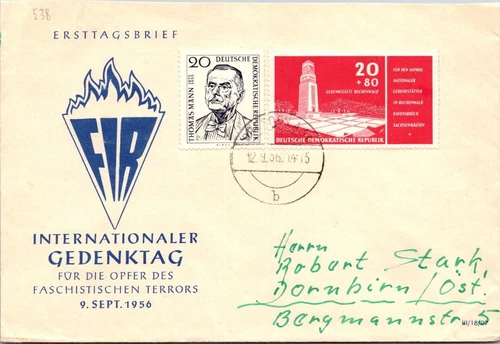 538
ERSTTAGSBRIEF
20 DEUTSCHE
DEMOKRATISCHE REPUBLIK
THOMAS MANN
20
+80
GEDENKSTÄTTE BUCHENWALD
DEUTSCHE DEMOKRATISCHE REPUBLIK
FÜR DEN AUFBAU
NATIONALER
GEDENKSTÄTTEN
IN BUCHENWALD
RAVENSBRÜCK
SACHSENHAUSEN
12.9.56.14-15
b
FIR
INTERNATIONALER
GEDENKTAG
FÜR DIE OPFER DES
FASCHISTISCHEN TERRORS
9. SEPT. 1956
Herrn
Robert Stark,
Dornbirn / Öst.
Bergmannstr 5